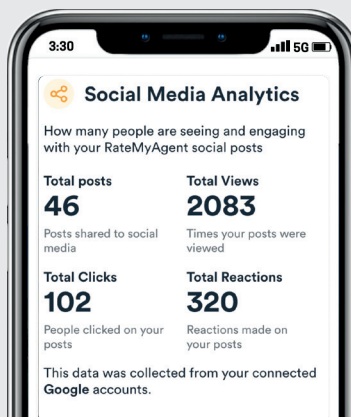 3:30
5G
Social Media Analytics
How many people are seeing and engaging
with your RateMyAgent social posts
Total posts
46
Posts shared to social
media
Total Views
2083
Times your posts were
viewed
Total Clicks
102
People clicked on your
posts
Total Reactions
320
Reactions made on
your posts
This data was collected from your connected
Google accounts.